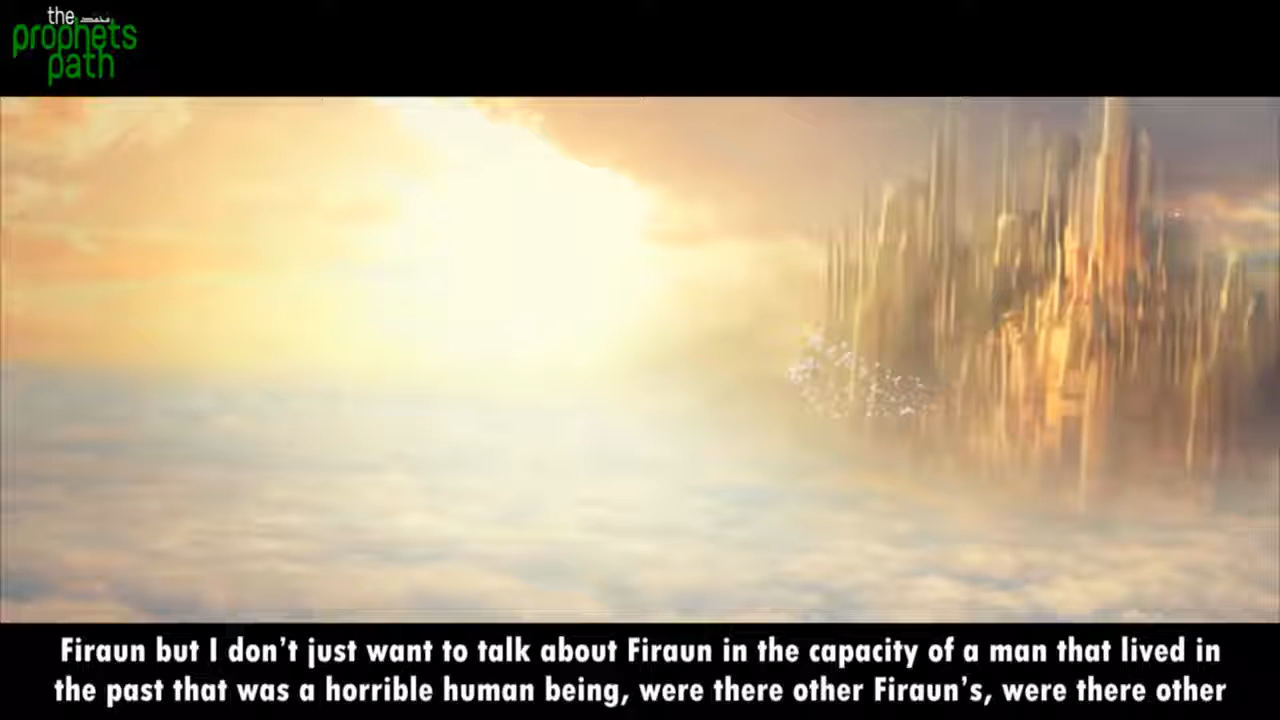 the محمد
prophets
path
Firaun but I don’t just want to talk about Firaun in the capacity of a man that lived in
the past that was a horrible human being, were there other Firaun’s, were there other